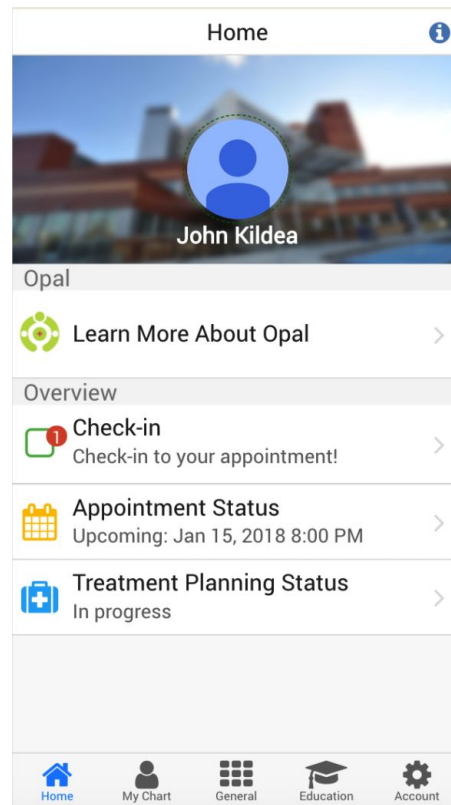 Home
John Kildea
Opal
Learn More About Opal
Overview
1
Check-in
Check-in to your appointment!
Appointment Status
Upcoming: Jan 15, 2018 8:00 PM
Treatment Planning Status
In progress
Home My Chart General Education Account